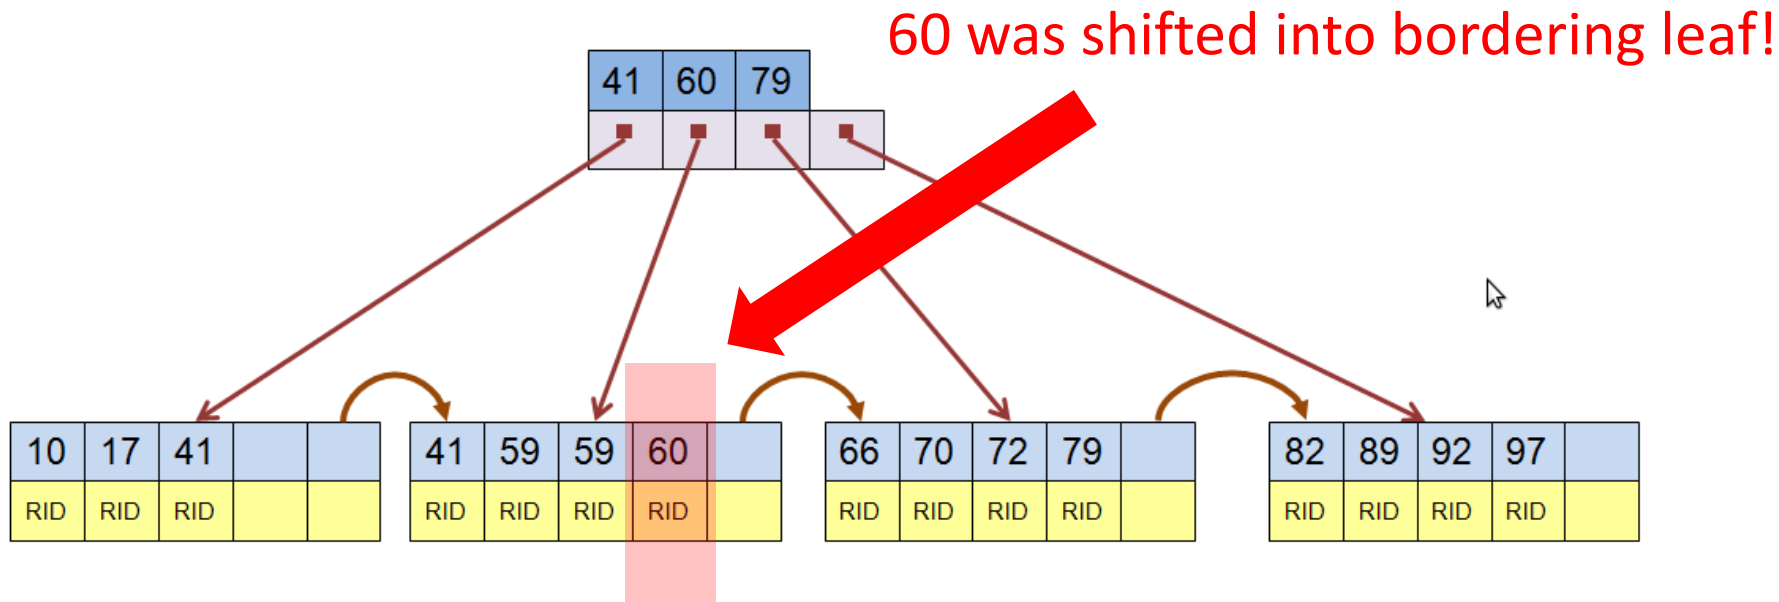 60 was shifted into bordering leaf!
41 60 79
10 17 41
RID RID RID
41 59 59 60
RID RID RID RID
66 70 72 79
RID RID RID RID
82 89 92 97
RID RID RID RID